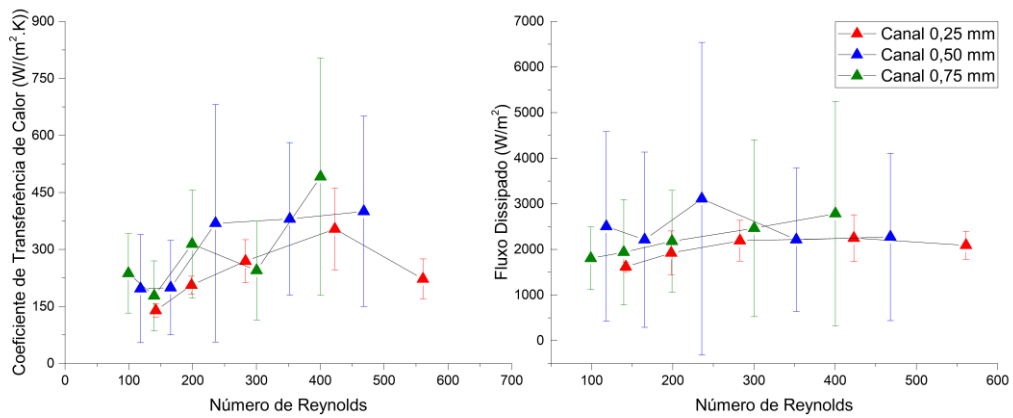 Coeficiente de Transferência de Calor (W/(m².K))
900
750
600
450
300
150
0
0 100 200 300 400 500 600 700
Número de Reynolds
Fluxo Dissipado (W/m²)
7000
6000
5000
4000
3000
2000
1000
0
100 200 300 400 500 600
Número de Reynolds
Canal 0,25 mm
Canal 0,50 mm
Canal 0,75 mm